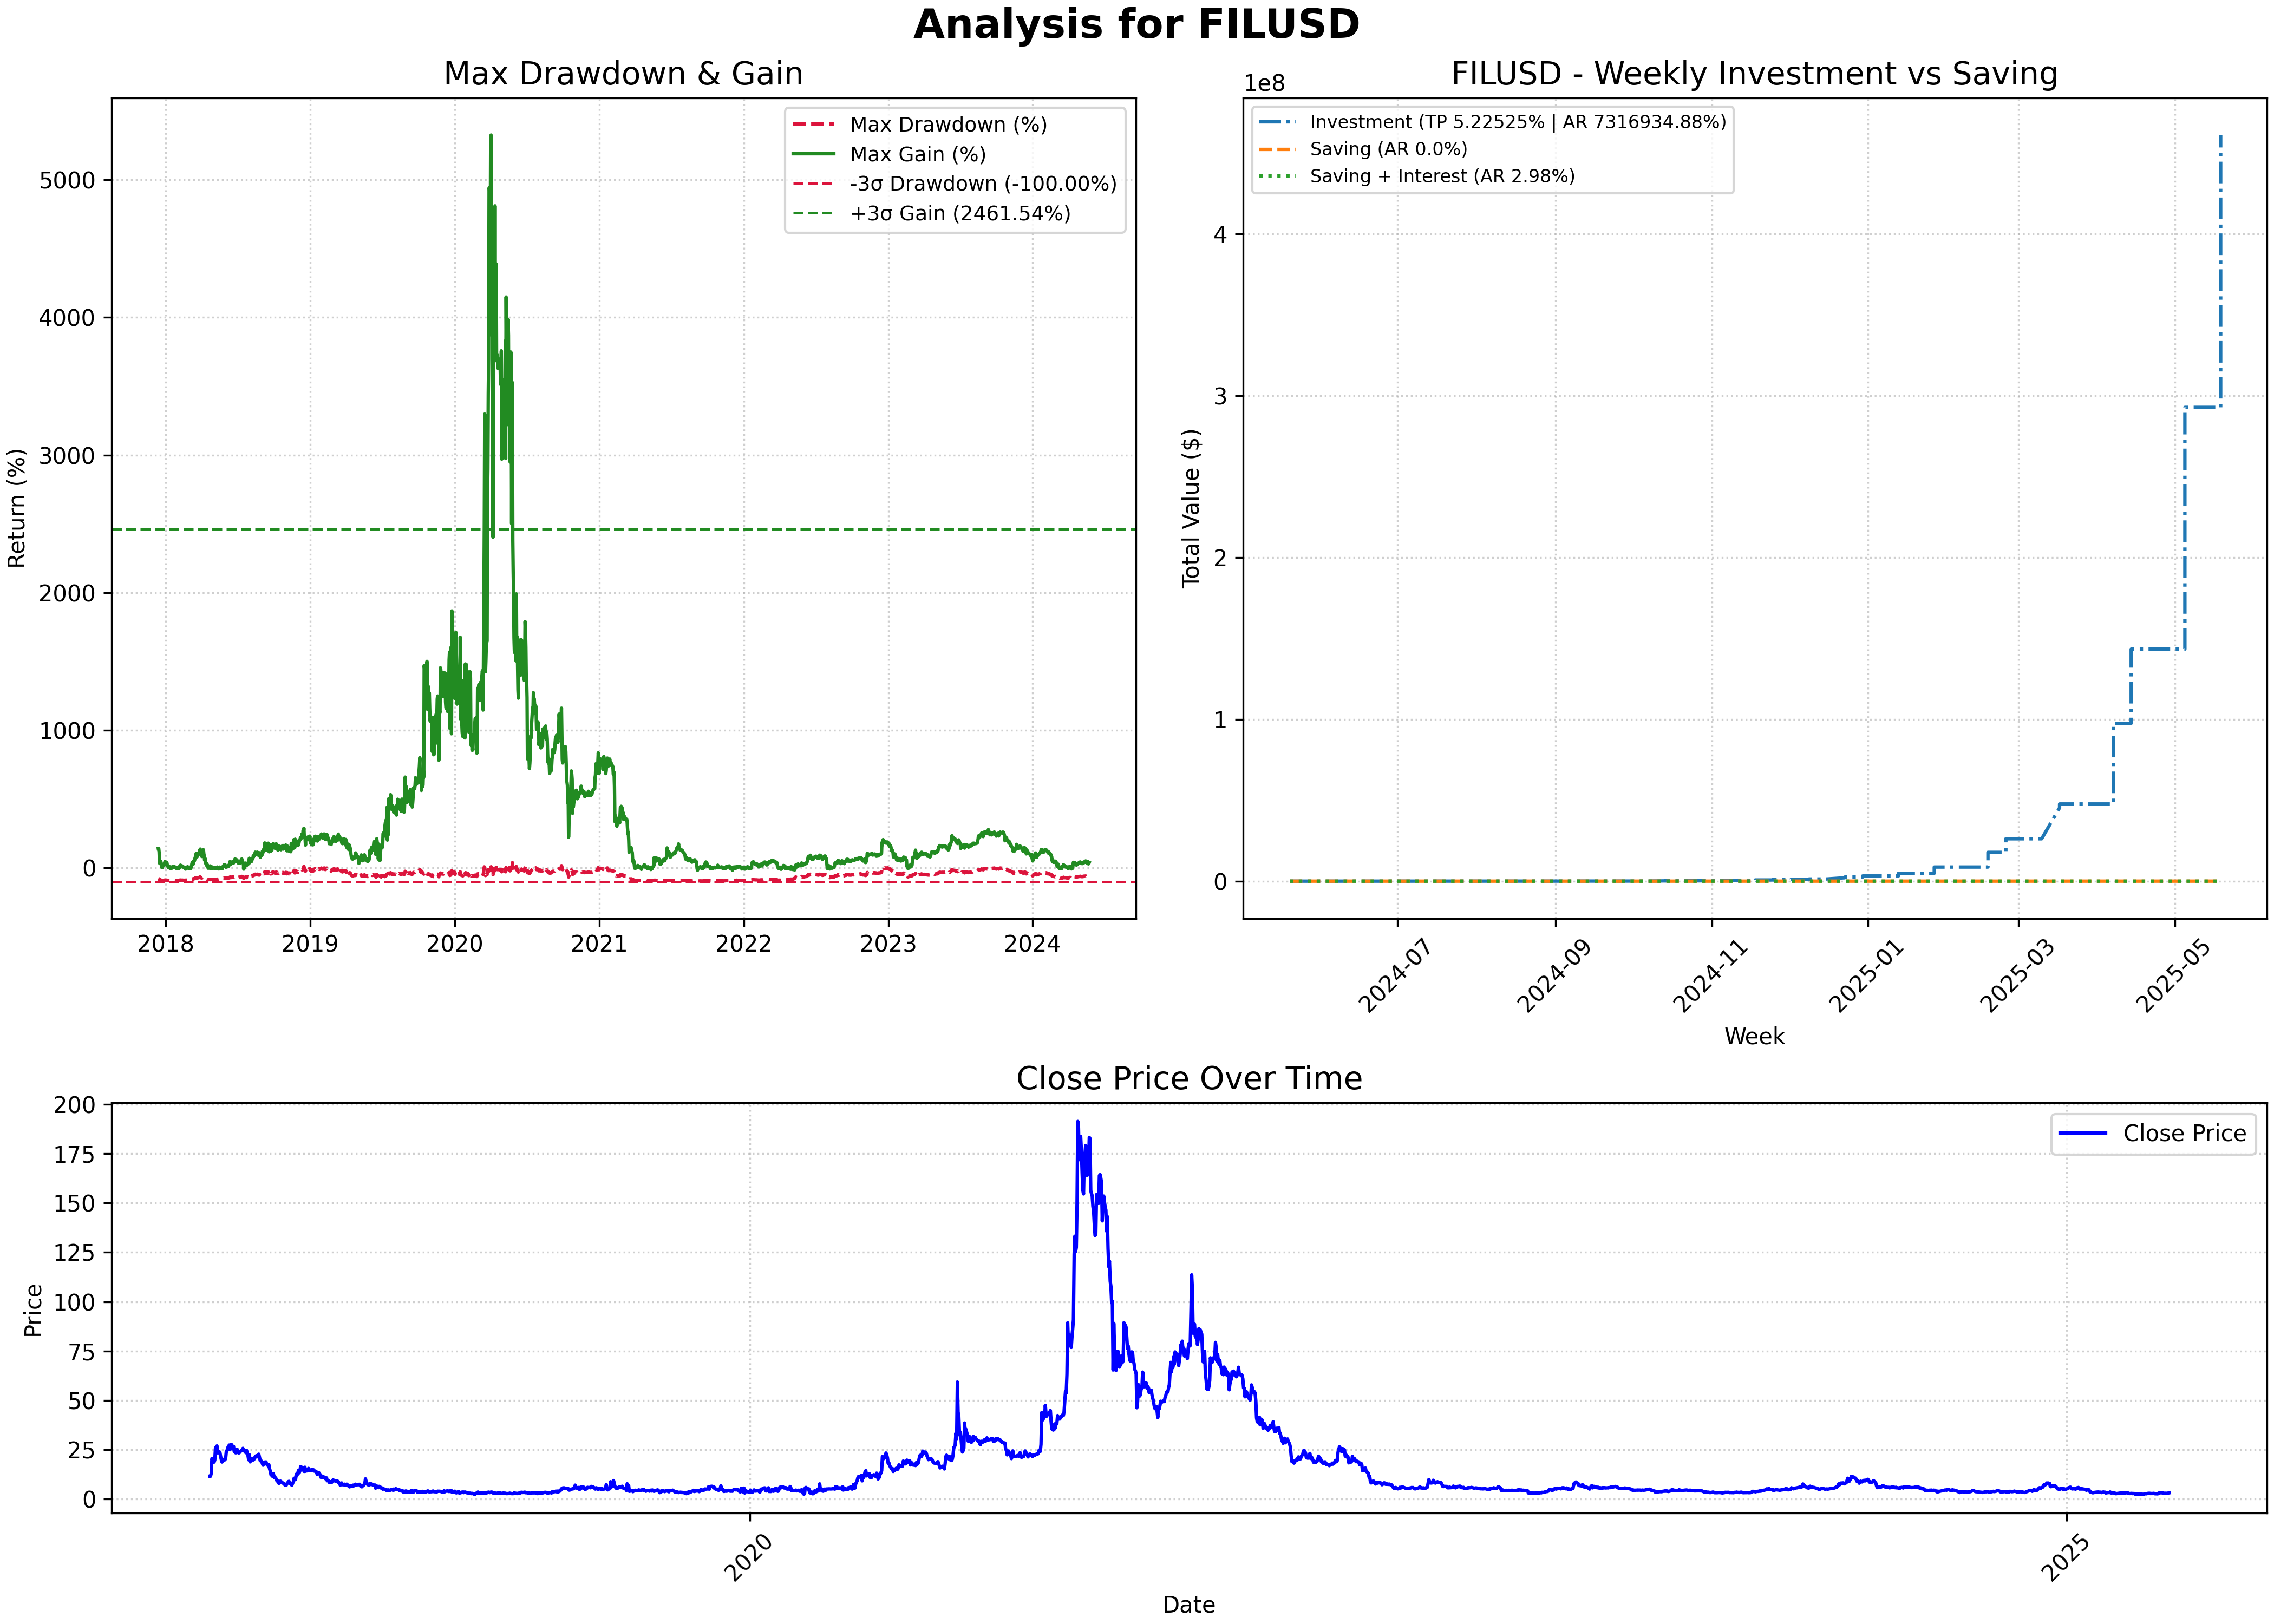 Analysis for FILUSD
Max Drawdown & Gain
Return (%)
5000
4000
3000
2000
1000
0
2018
2019
2020
2021
2022
2023
2024
Max Drawdown (%)
Max Gain (%)
-3σ Drawdown (-100.00%)
+3σ Gain (2461.54%)
FILUSD - Weekly Investment vs Saving
1e8
Total Value ($)
4
3
2
1
0
Investment (TP 5.22525% | AR 7316934.88%)
Saving (AR 0.0%)
Saving + Interest (AR 2.98%)
2024-07
2024-09
2024-11
2025-01
2025-03
2025-05
Week
Close Price Over Time
Price
200
175
150
125
100
75
50
25
0
Close Price
2020
2025
Date